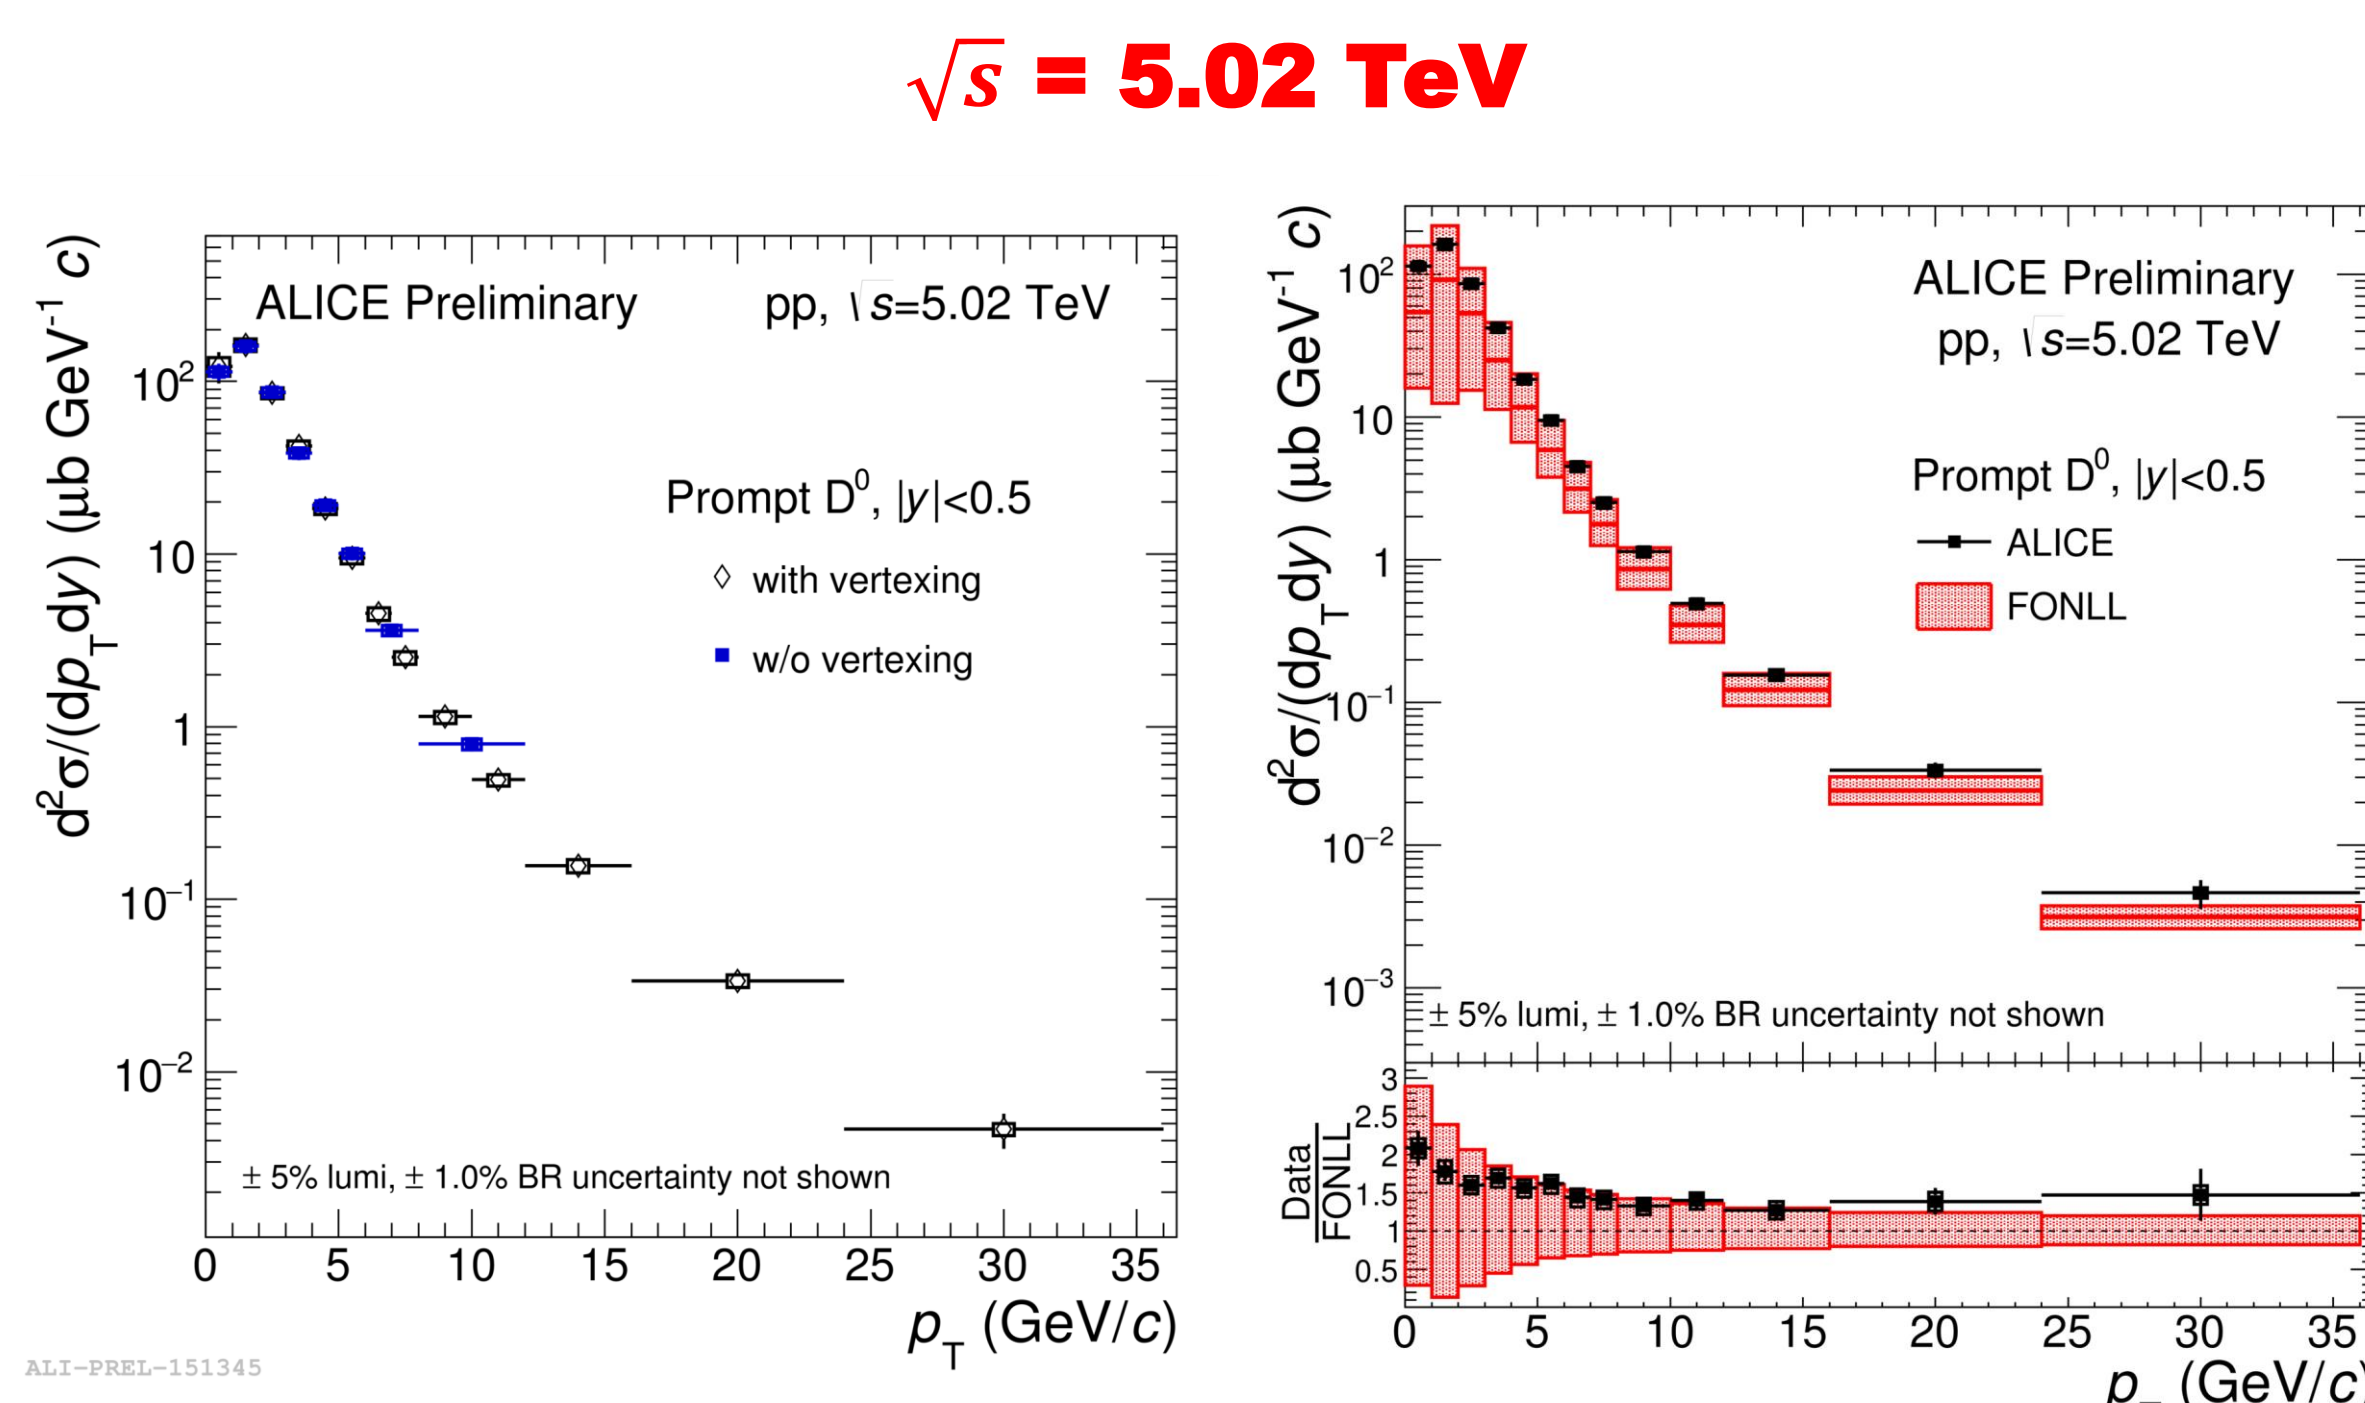 √s = 5.02 TeV
ALICE Preliminary
pp, √s=5.02 TeV
Prompt D⁰, |y|<0.5
with vertexing
w/o vertexing
± 5% lumi, ± 1.0% BR uncertainty not shown
d²σ/(dp_T dy) (μb GeV⁻¹ c)
10²
10
1
10⁻¹
10⁻²
0 5 10 15 20 25 30 35
p_T (GeV/c)
ALI-PREL-151345
ALICE Preliminary
pp, √s=5.02 TeV
Prompt D⁰, |y|<0.5
ALICE
FONLL
± 5% lumi, ± 1.0% BR uncertainty not shown
d²σ/(dp_T dy) (μb GeV⁻¹ c)
10²
10
1
10⁻¹
10⁻²
10⁻³
Data
FONLL
3
2.5
2
1.5
1
0.5
0 5 10 15 20 25 30 35
p_T (GeV/c)